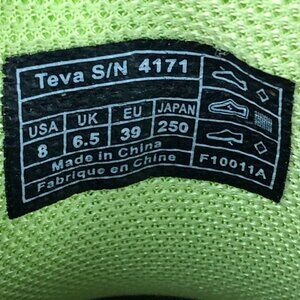 Teva S/N 4171
USA UK EU JAPAN
8 6.5 39 250
Made in China
Fabrique en Chine
F10011A